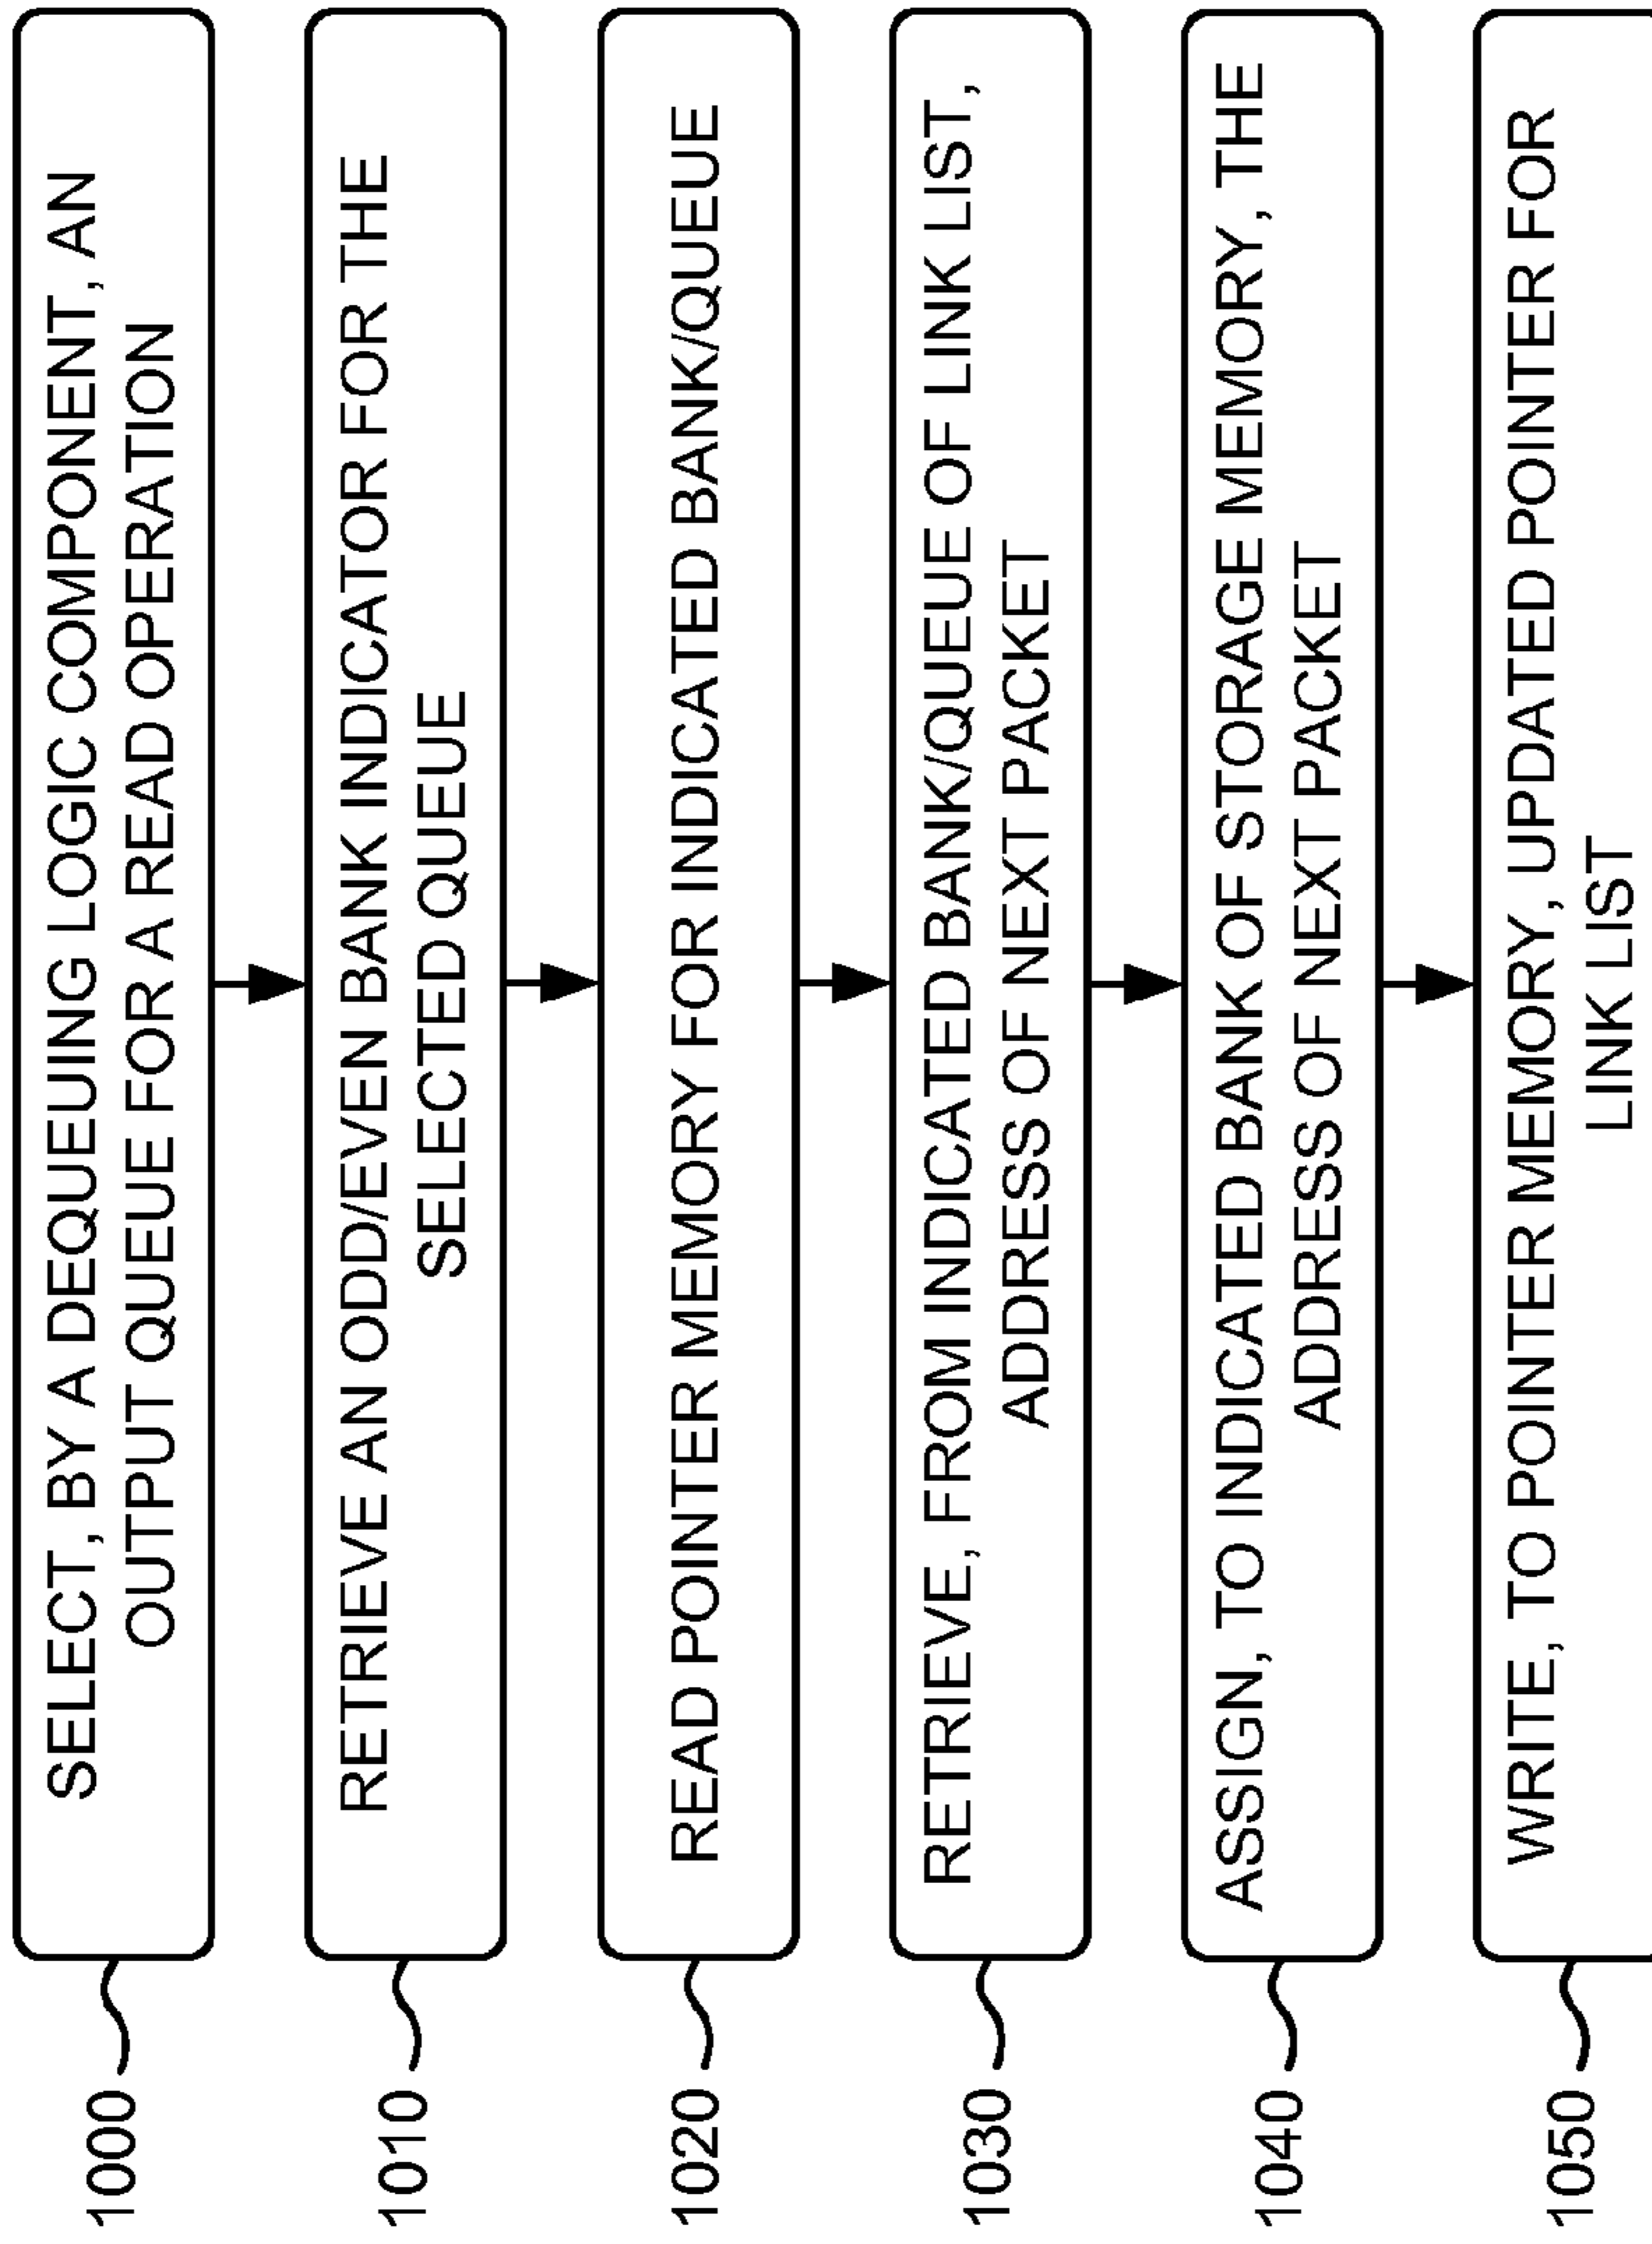 1000
SELECT, BY A DEQUEUING LOGIC COMPONENT, AN
OUTPUT QUEUE FOR A READ OPERATION
1010
RETRIEVE AN ODD/EVEN BANK INDICATOR FOR THE
SELECTED QUEUE
1020
READ POINTER MEMORY FOR INDICATED BANK/QUEUE
1030
RETRIEVE, FROM INDICATED BANK/QUEUE OF LINK LIST,
ADDRESS OF NEXT PACKET
1040
ASSIGN, TO INDICATED BANK OF STORAGE MEMORY, THE
ADDRESS OF NEXT PACKET
1050
WRITE, TO POINTER MEMORY, UPDATED POINTER FOR
LINK LIST